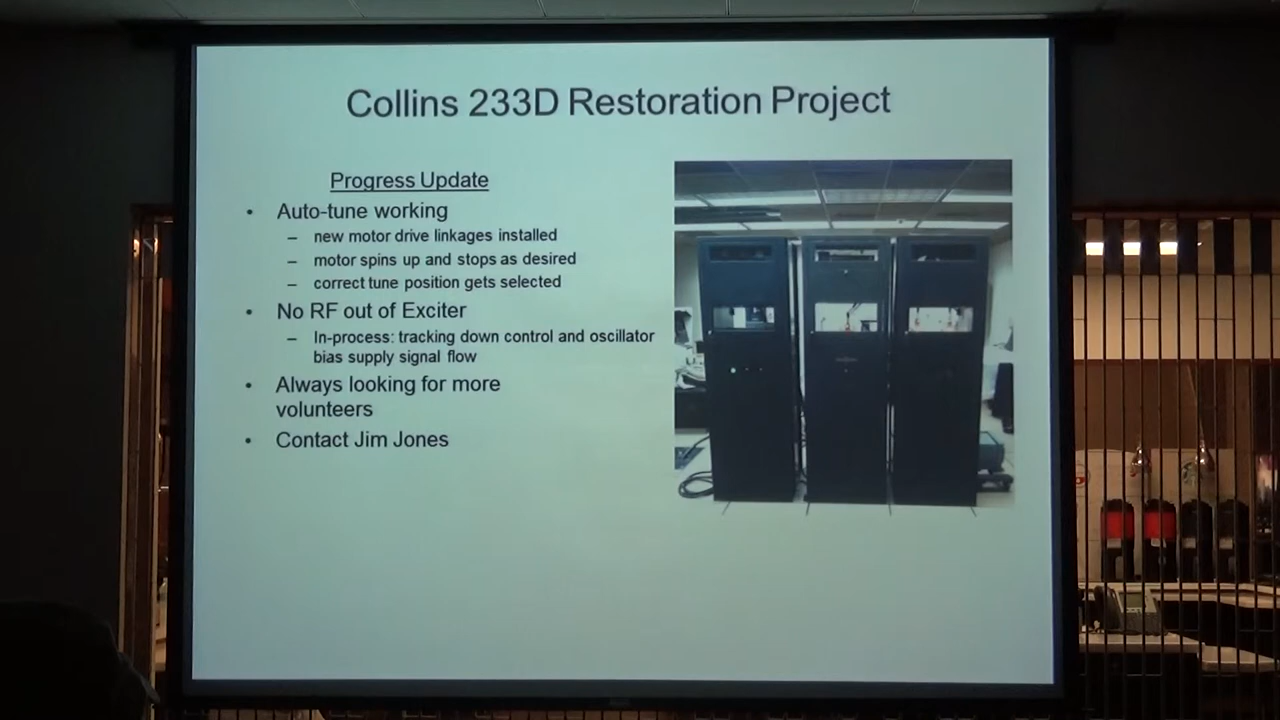 Collins 233D Restoration Project
Progress Update
• Auto-tune working
– new motor drive linkages installed
– motor spins up and stops as desired
– correct tune position gets selected
• No RF out of Exciter
– In-process: tracking down control and oscillator
bias supply signal flow
• Always looking for more
volunteers
• Contact Jim Jones